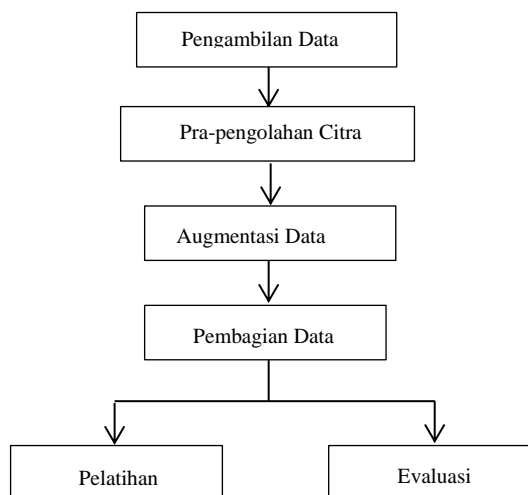 Pengambilan Data
Pra-pengolahan Citra
Augmentasi Data
Pembagian Data
Pelatihan
Evaluasi